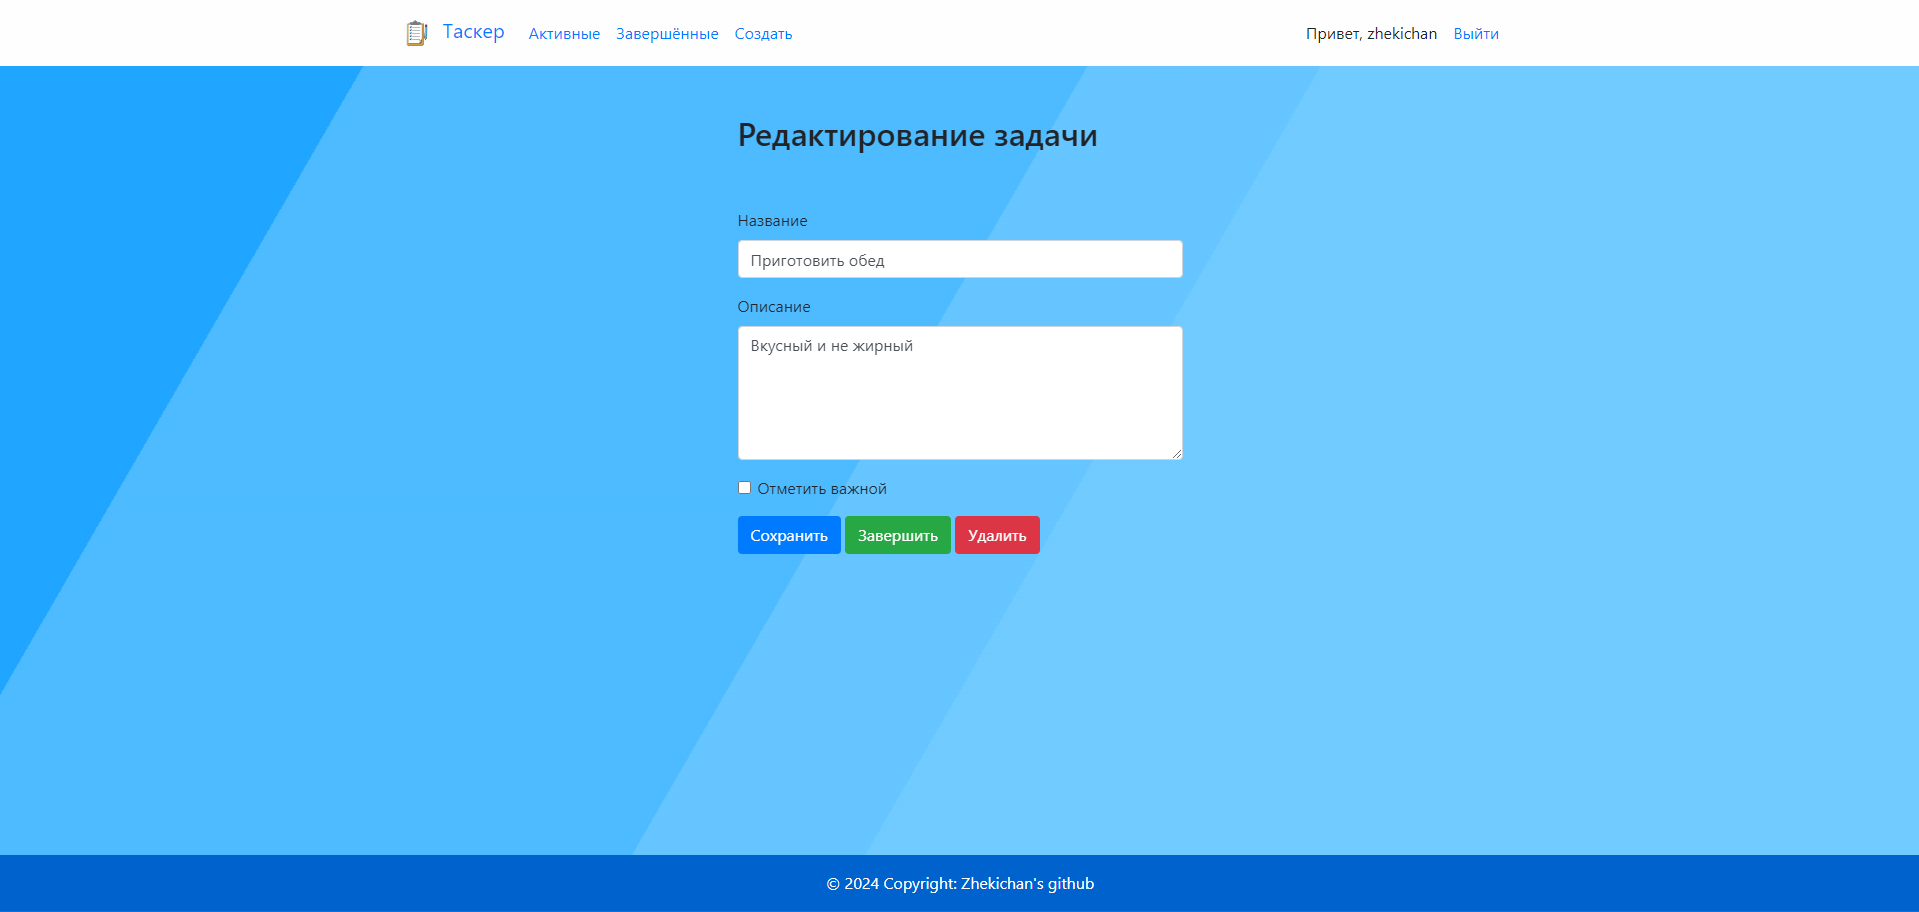 Таскер Активные Завершённые Создать Привет, zhekichan Выйти
Редактирование задачи
Название
Приготовить обед
Описание
Вкусный и не жирный
Отметить важной
Сохранить Завершить Удалить
© 2024 Copyright: Zhekichan's github